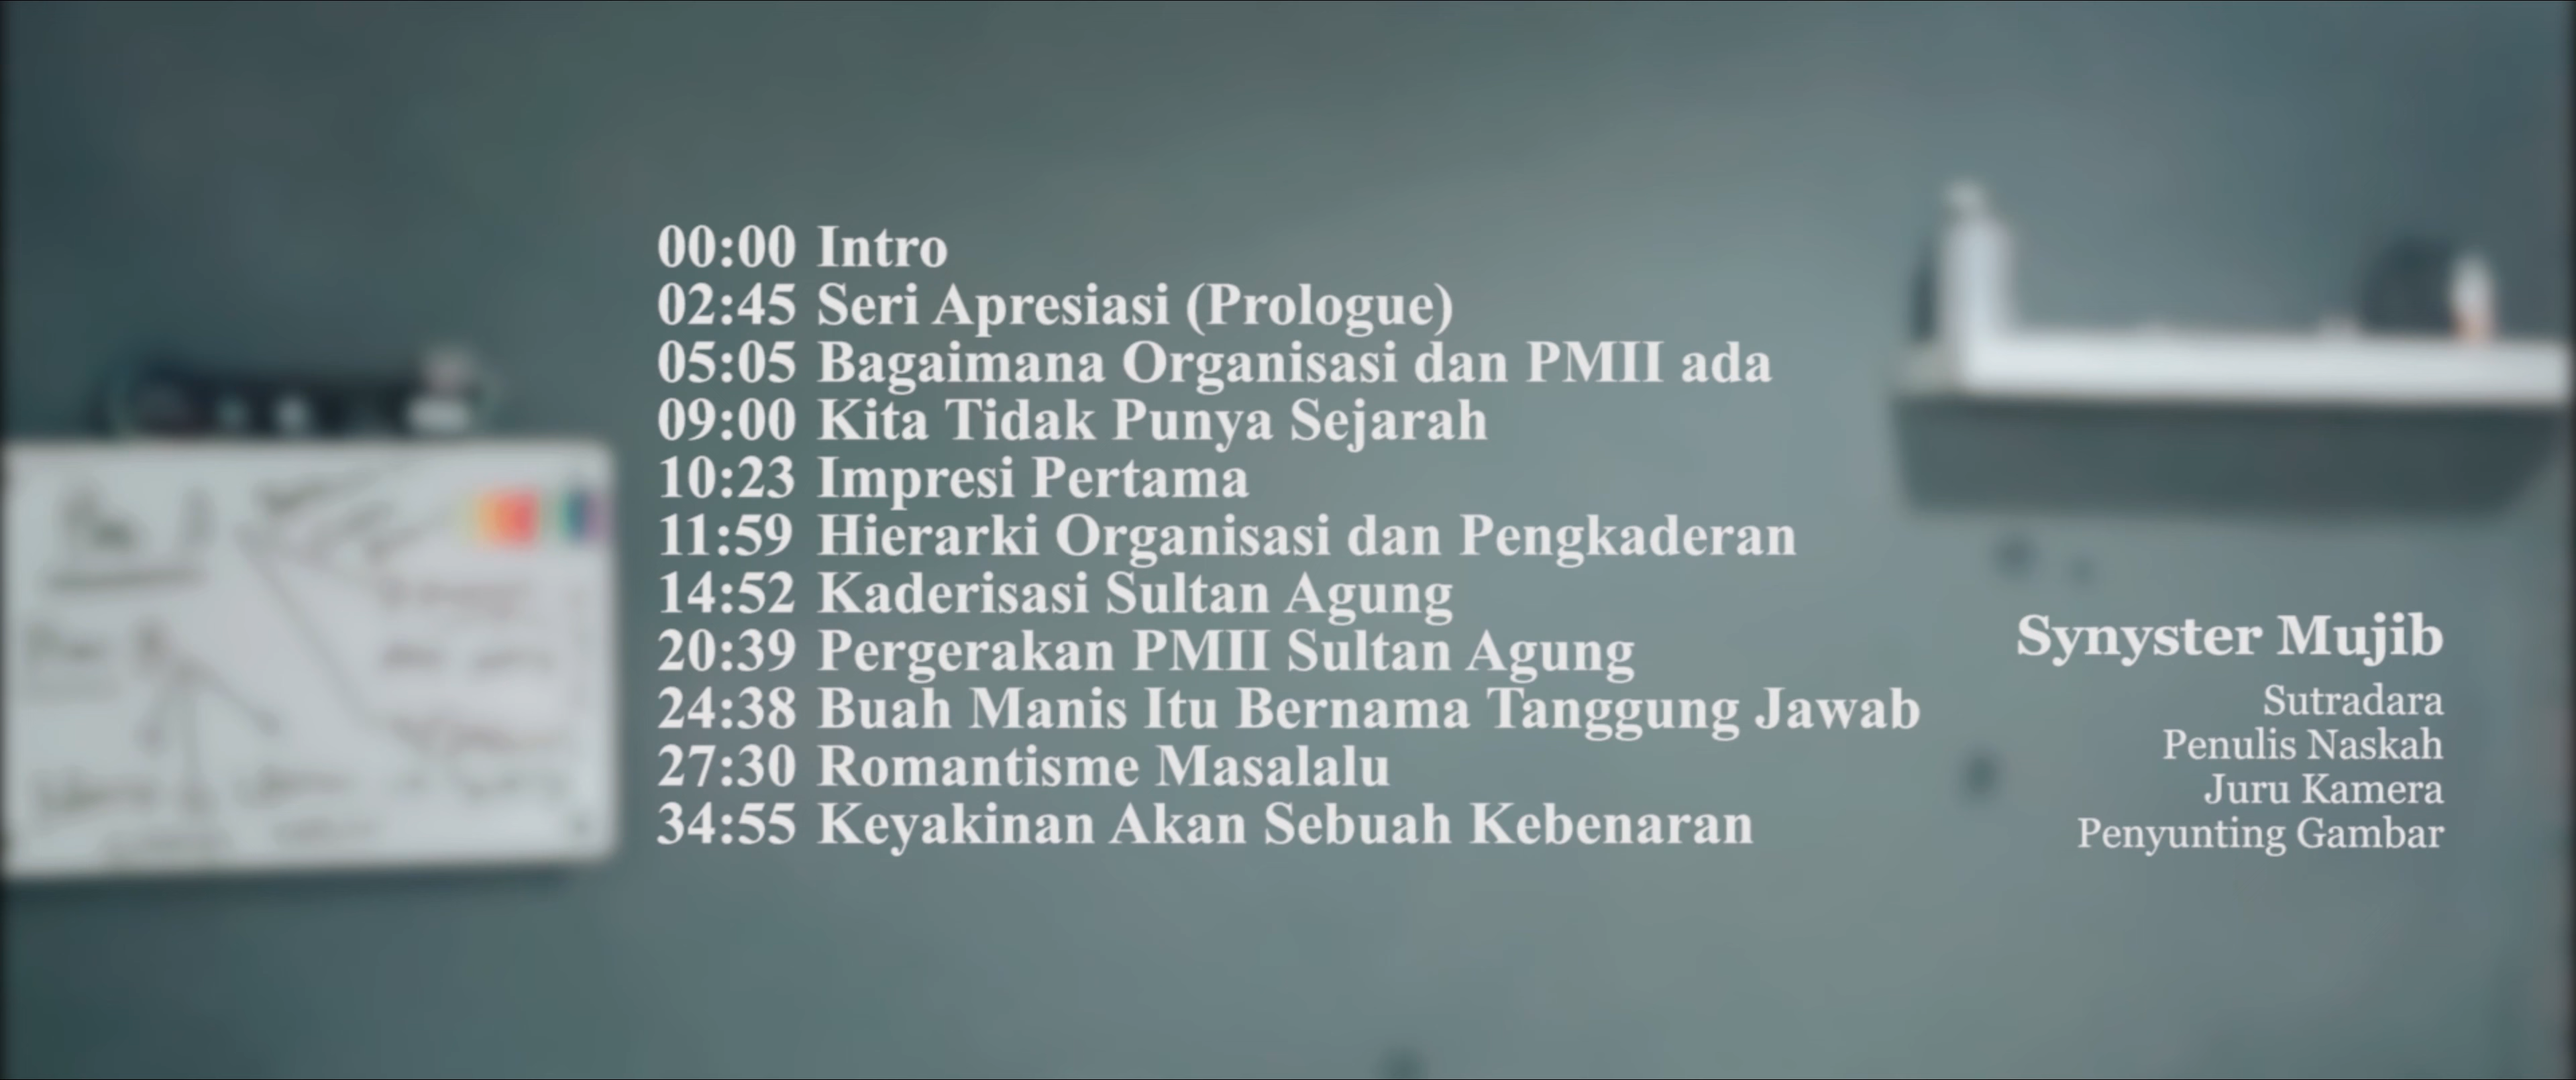 00:00 Intro
02:45 Seri Apresiasi (Prologue)
05:05 Bagaimana Organisasi dan PMII ada
09:00 Kita Tidak Punya Sejarah
10:23 Impresi Pertama
11:59 Hierarki Organisasi dan Pengkaderan
14:52 Kaderisasi Sultan Agung
20:39 Pergerakan PMII Sultan Agung
24:38 Buah Manis Itu Bernama Tanggung Jawab
27:30 Romantisme Masalalu
34:55 Keyakinan Akan Sebuah Kebenaran
Synyster Mujib
Sutradara
Penulis Naskah
Juru Kamera
Penyunting Gambar